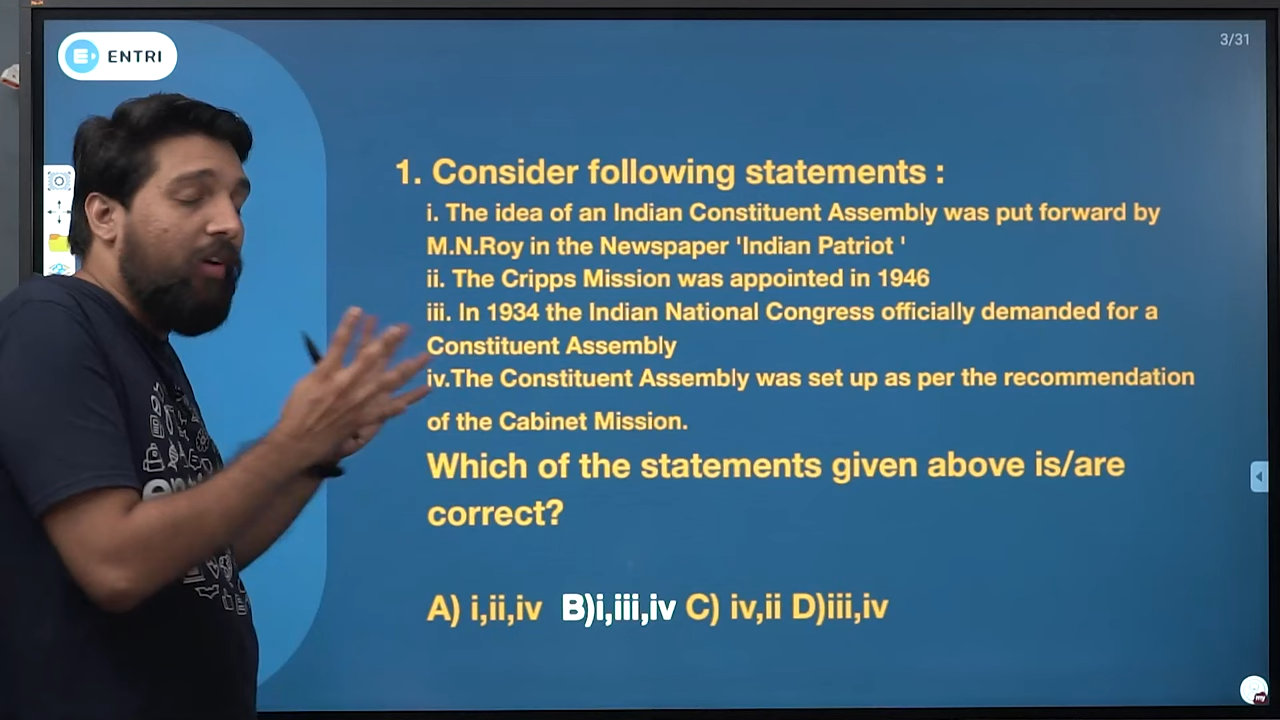 ENTRI
3/31
1. Consider following statements :
i. The idea of an Indian Constituent Assembly was put forward by
M.N.Roy in the Newspaper 'Indian Patriot '
ii. The Cripps Mission was appointed in 1946
iii. In 1934 the Indian National Congress officially demanded for a
Constituent Assembly
iv.The Constituent Assembly was set up as per the recommendation
of the Cabinet Mission.
Which of the statements given above is/are
correct?
A) i,ii,iv B)i,iii,iv C) iv,ii D)iii,iv